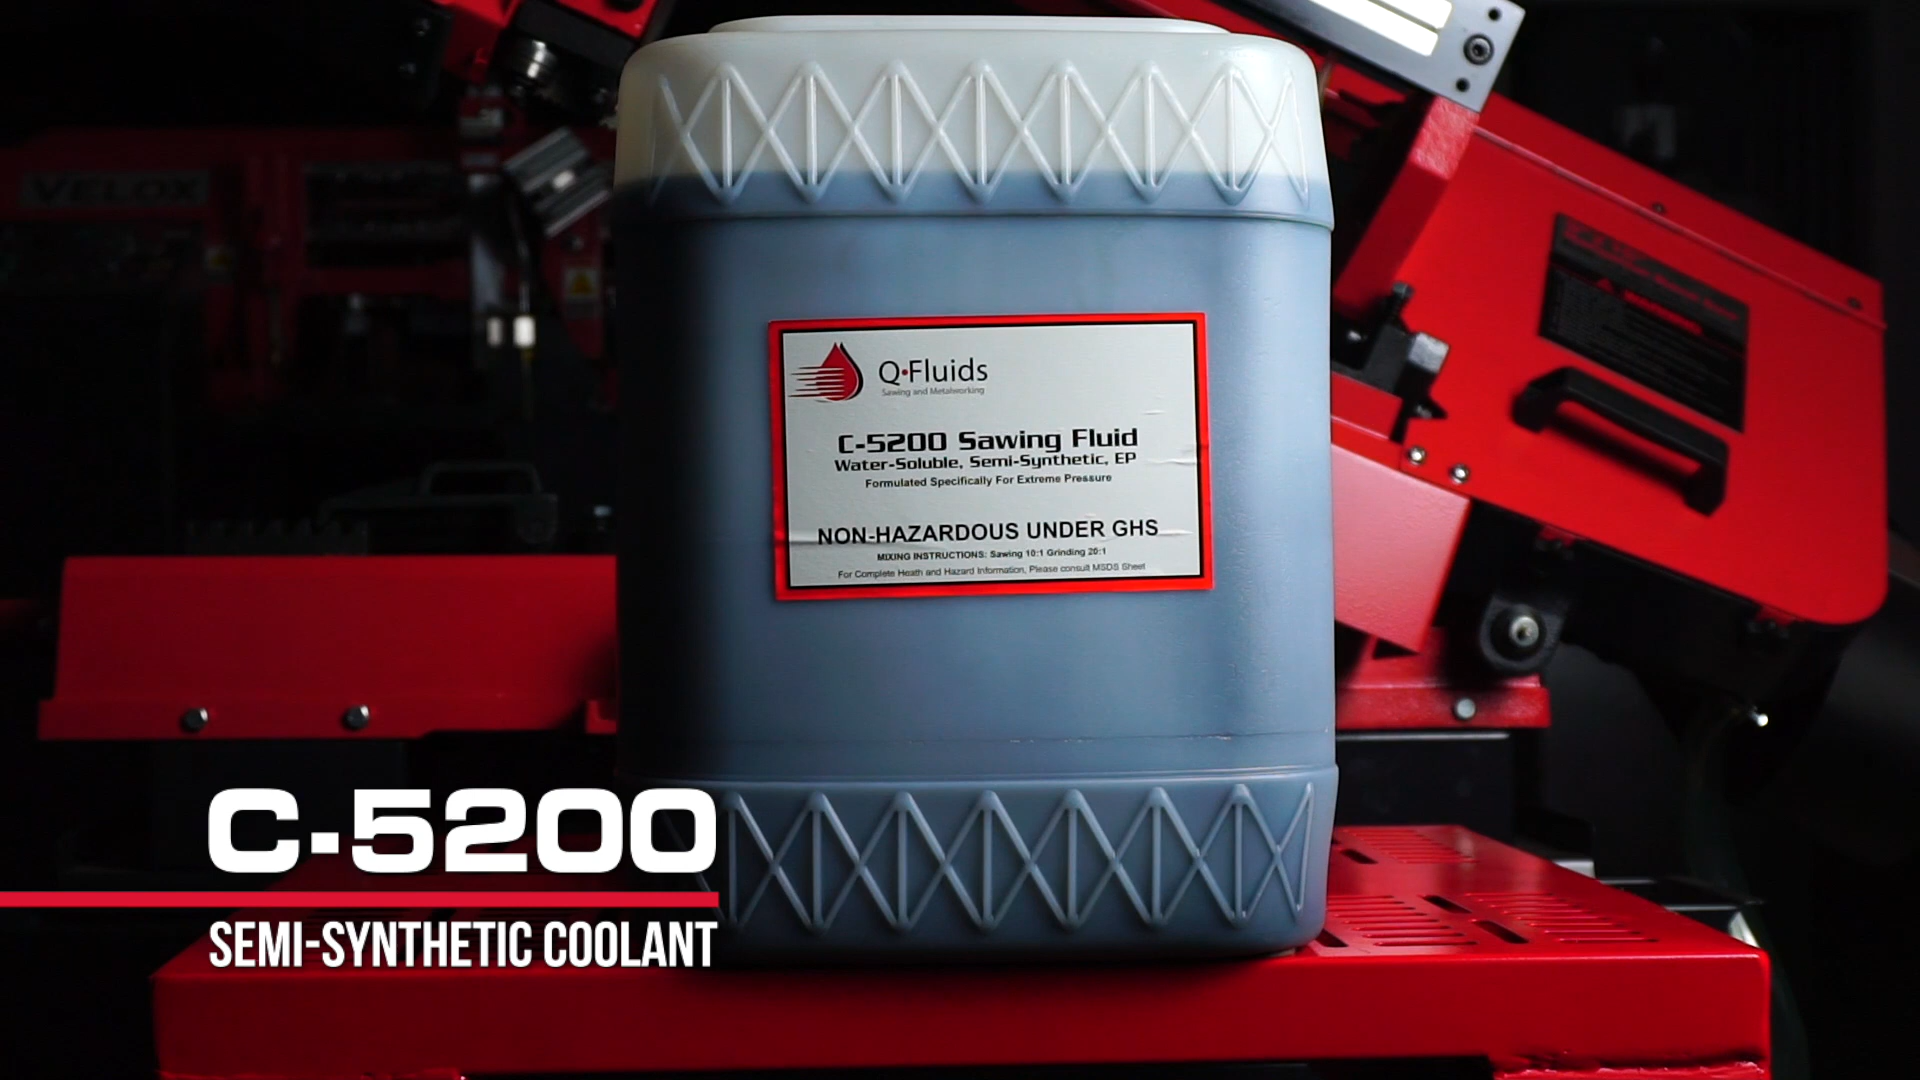 VELOX
Q•Fluids
Sawing and Metalworking
C-5200 Sawing Fluid
Water-Soluble, Semi-Synthetic, EP
Formulated Specifically For Extreme Pressure
NON-HAZARDOUS UNDER GHS
MIXING INSTRUCTIONS: Sawing 10:1 Grinding 20:1
For Complete Heath and Hazard Information, Please consult MSDS Sheet
C-5200
SEMI-SYNTHETIC COOLANT